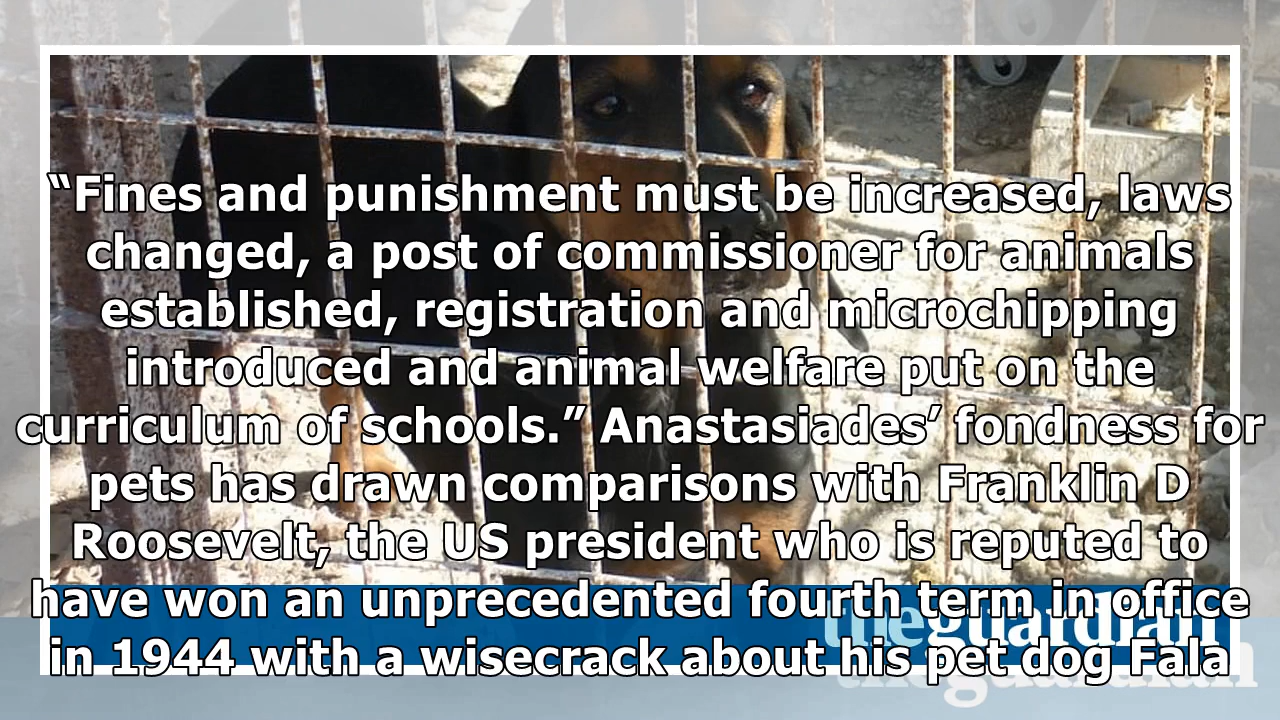 “Fines and punishment must be increased, laws
changed, a post of commissioner for animals
established, registration and microchipping
introduced and animal welfare put on the
curriculum of schools.” Anastasiades’ fondness for
pets has drawn comparisons with Franklin D
Roosevelt, the US president who is reputed to
have won an unprecedented fourth term in office
in 1944 with a wisecrack about his pet dog Fala
theguardian
theguardian